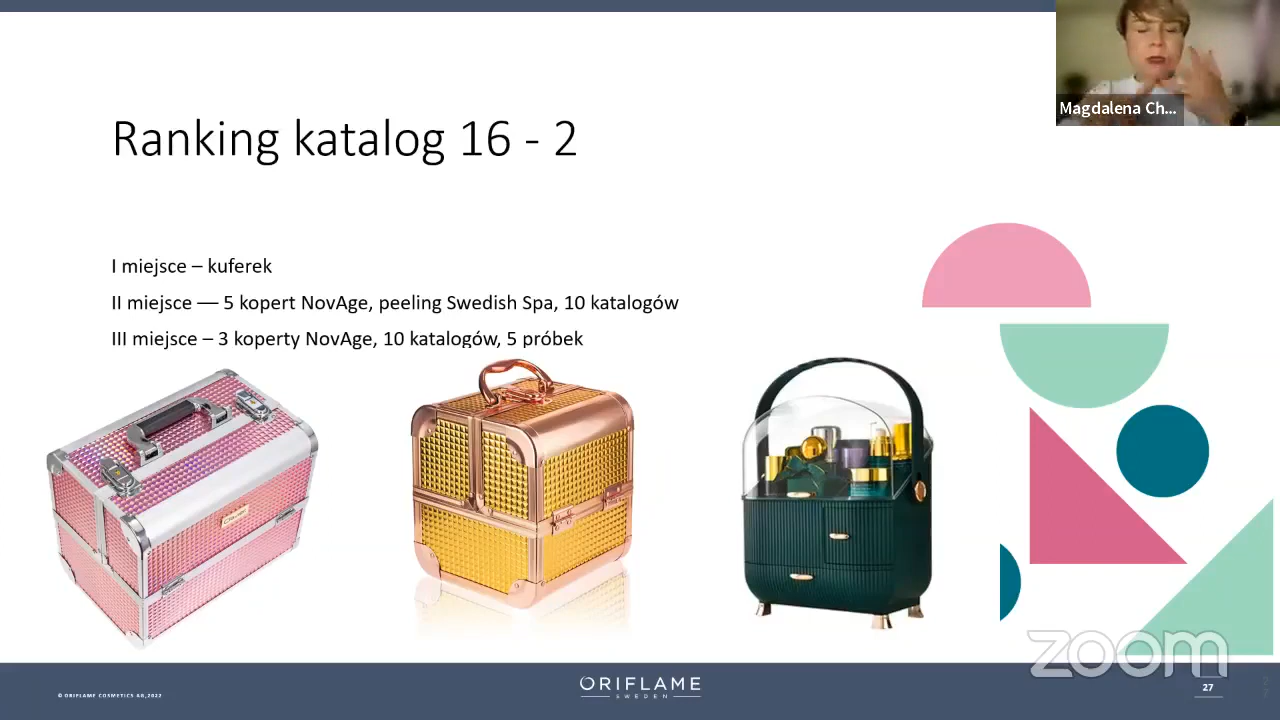 Magdalena Ch...
Ranking katalog 16 - 2
I miejsce – kuferek
II miejsce –– 5 kopert NovAge, peeling Swedish Spa, 10 katalogów
III miejsce – 3 koperty NovAge, 10 katalogów, 5 próbek
zoom
© ORIFLAME COSMETICS AG,2022
ORIFLAME
SWEDEN
27